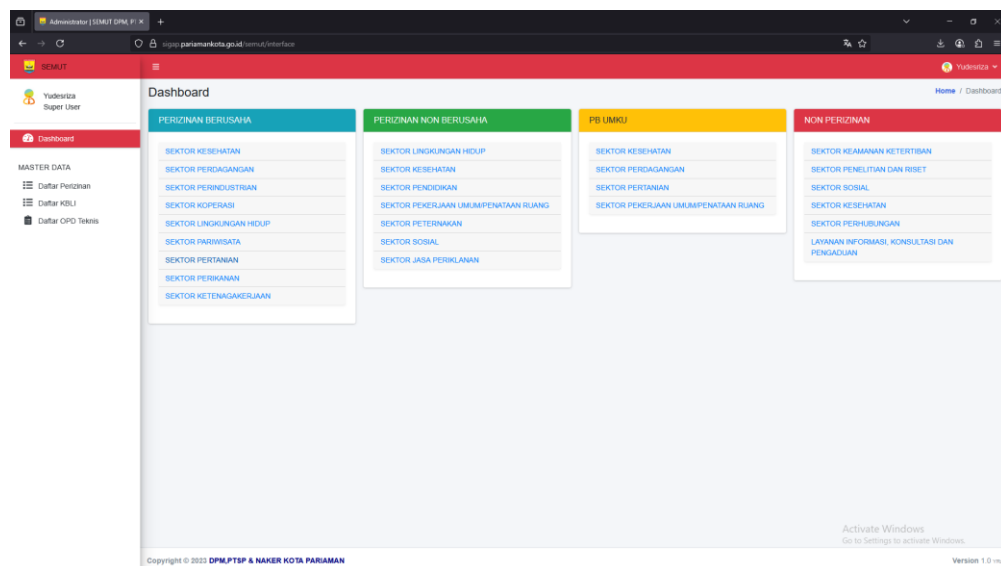 Administrator | SEMUT DPM, PT
sigap.pariamankota.go.id/semut/interface
SEMUT
Yudesriza
Yudesriza
Super User
Dashboard
MASTER DATA
Daftar Perizinan
Daftar KBLI
Daftar OPD Teknis
Dashboard
Home / Dashboard
PERIZINAN BERUSAHA
SEKTOR KESEHATAN
SEKTOR PERDAGANGAN
SEKTOR PERINDUSTRIAN
SEKTOR KOPERASI
SEKTOR LINGKUNGAN HIDUP
SEKTOR PARIWISATA
SEKTOR PERTANIAN
SEKTOR PERIKANAN
SEKTOR KETENAGAKERJAAN
PERIZINAN NON BERUSAHA
SEKTOR LINGKUNGAN HIDUP
SEKTOR KESEHATAN
SEKTOR PENDIDIKAN
SEKTOR PEKERJAAN UMUM/PENATAAN RUANG
SEKTOR PETERNAKAN
SEKTOR SOSIAL
SEKTOR JASA PERIKLANAN
PB UMKU
SEKTOR KESEHATAN
SEKTOR PERDAGANGAN
SEKTOR PERTANIAN
SEKTOR PEKERJAAN UMUM/PENATAAN RUANG
NON PERIZINAN
SEKTOR KEAMANAN KETERTIBAN
SEKTOR PENELITIAN DAN RISET
SEKTOR SOSIAL
SEKTOR KESEHATAN
SEKTOR PERHUBUNGAN
LAYANAN INFORMASI, KONSULTASI DAN
PENGADUAN
Activate Windows
Go to Settings to activate Windows.
Copyright © 2023 DPM,PTSP & NAKER KOTA PARIAMAN
Version 1.0